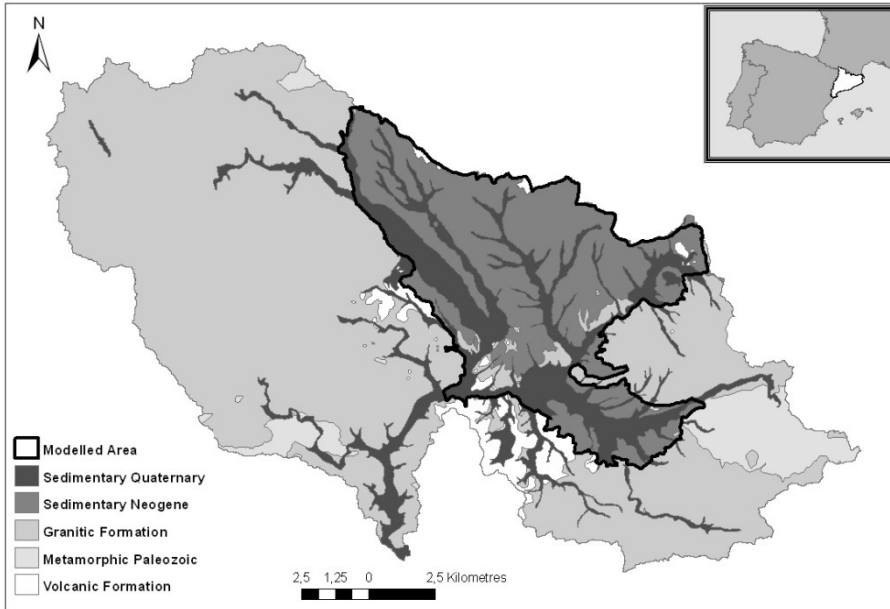 N
Modelled Area
Sedimentary Quaternary
Sedimentary Neogene
Granitic Formation
Metamorphic Paleozoic
Volcanic Formation
2,5 1,25 0 2,5 Kilometres